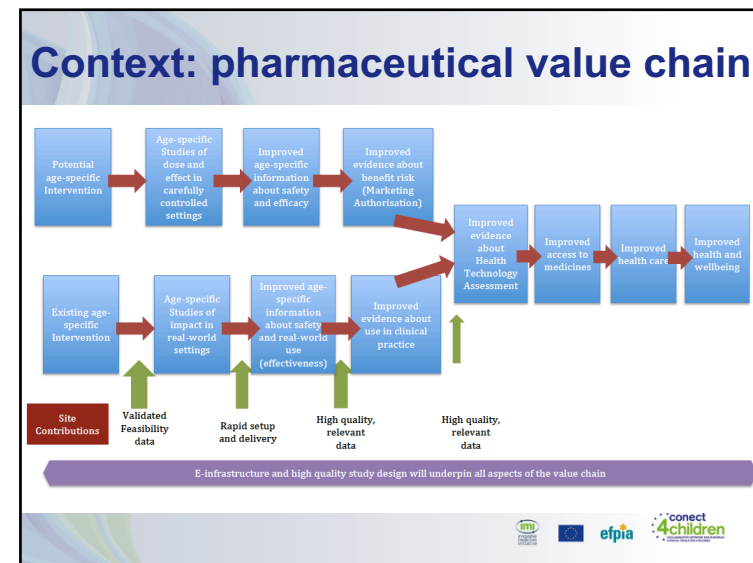 Context: pharmaceutical value chain
Potential
age-specific
Intervention
Age-specific
Studies of
dose and
effect in
carefully
controlled
settings
Improved
age-specific
information
about safety
and efficacy
Improved
evidence about
benefit risk
(Marketing
Authorisation)
Improved
evidence
about
Health
Technology
Assessment
Improved
access to
medicines
Improved
health care
Improved
health and
wellbeing
Existing age-
specific
Intervention
Age-specific
Studies of
impact in
real-world
settings
Improved age-
specific
information
about safety
and real-world
use
(effectiveness)
Improved
evidence about
use in clinical
practice
Site
Contributions
Validated
Feasibility
data
Rapid setup
and delivery
High quality,
relevant
data
High quality,
relevant
data
E-infrastructure and high quality study design will underpin all aspects of the value chain
imi
efpia
conect
4children